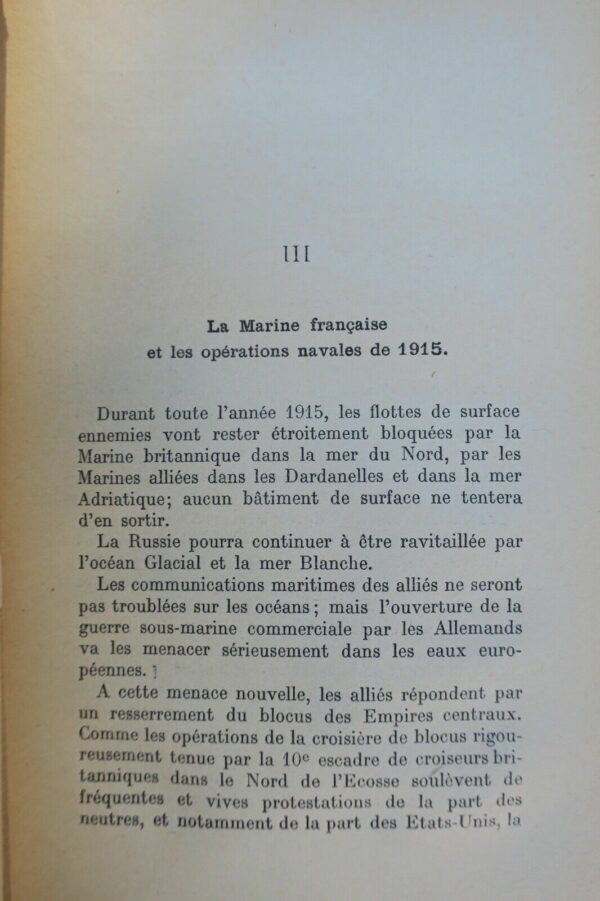 III
La Marine française
et les opérations navales de 1915.
Durant toute l'année 1915, les flottes de surface
ennemies vont rester étroitement bloquées par la
Marine britannique dans la mer du Nord, par les
Marines alliées dans les Dardanelles et dans la mer
Adriatique; aucun bâtiment de surface ne tentera
d'en sortir.
La Russie pourra continuer à être ravitaillée par
l'océan Glacial et la mer Blanche.
Les communications maritimes des alliés ne seront
pas troublées sur les océans; mais l'ouverture de la
guerre sous-marine commerciale par les Allemands
va les menacer sérieusement dans les eaux euro-
péennes.
A cette menace nouvelle, les alliés répondent par
un resserrement du blocus des Empires centraux.
Comme les opérations de la croisière de blocus rigou-
reusement tenue par la 10e escadre de croiseurs bri-
tanniques dans le Nord de l'Ecosse soulèvent de
fréquentes et vives protestations de la part des
neutres, et notamment de la part des Etats-Unis, la